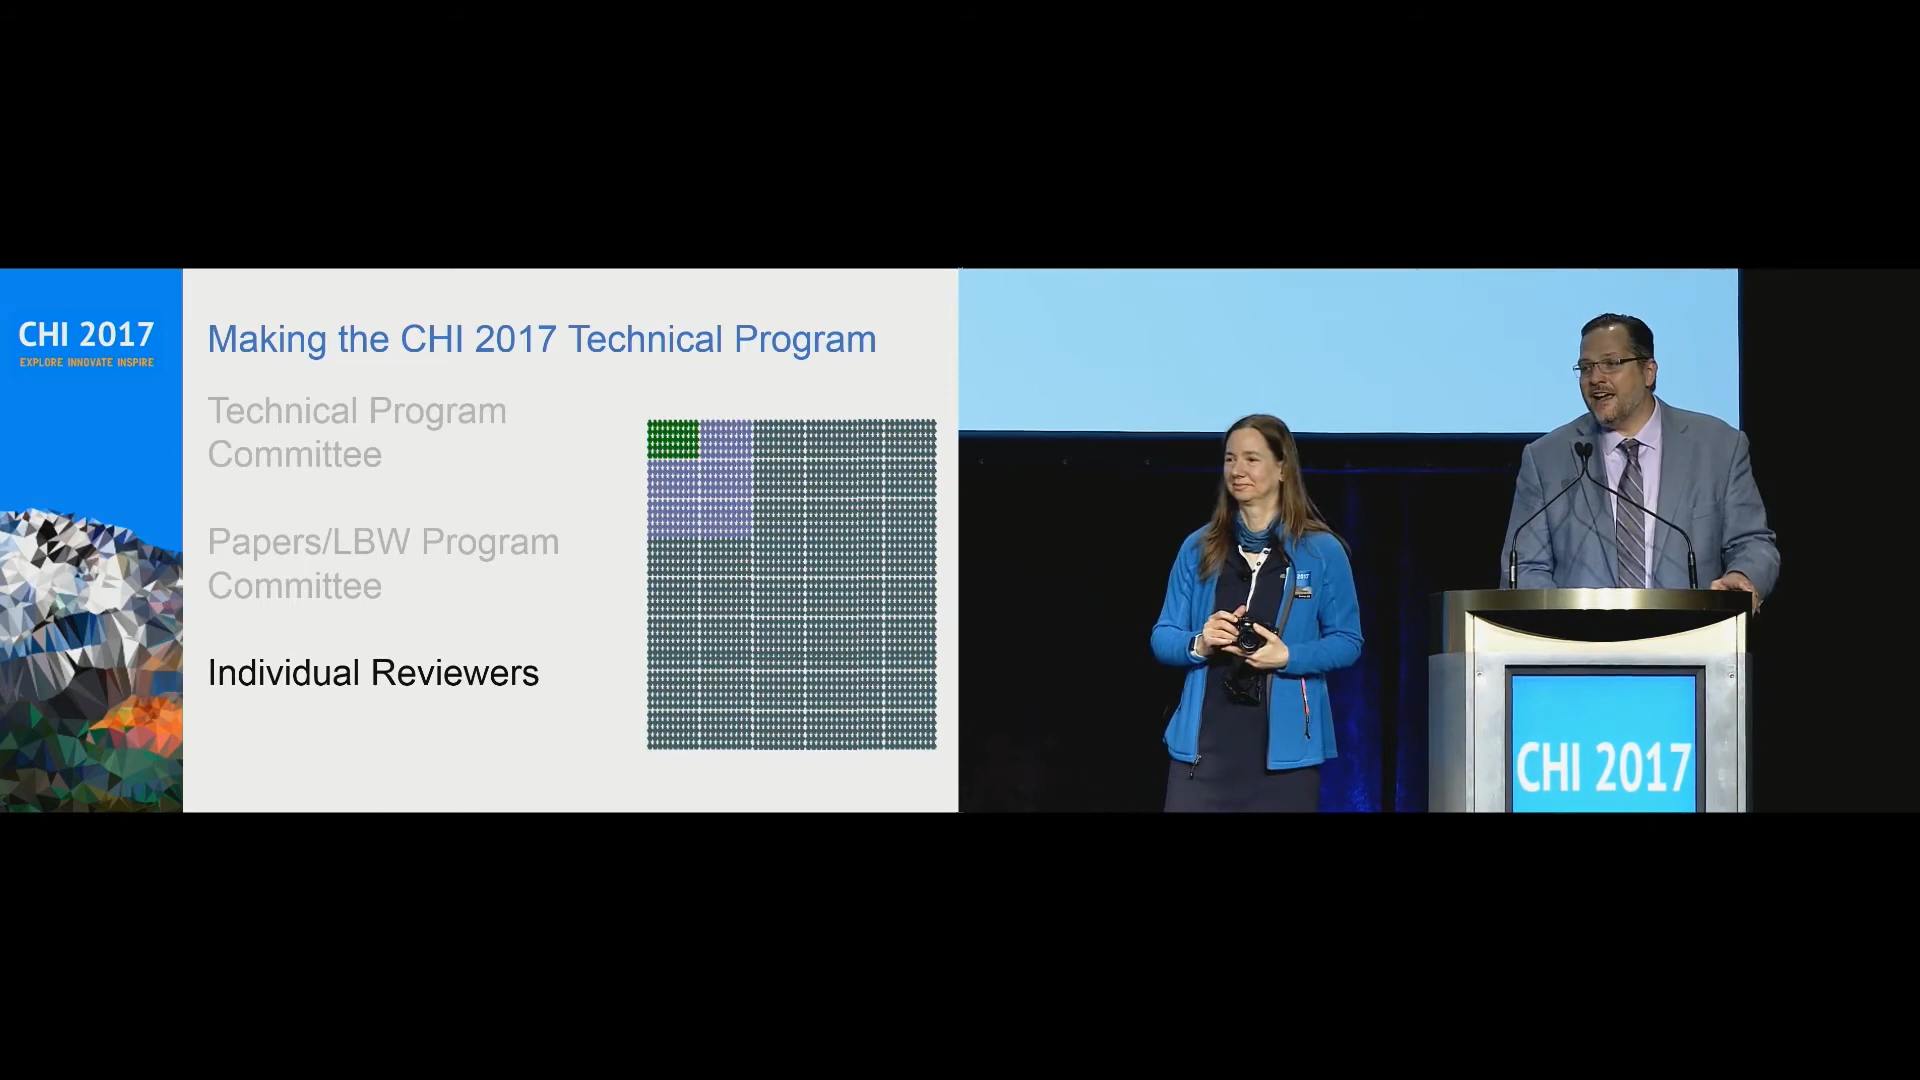 CHI 2017
EXPLORE INNOVATE INSPIRE
Making the CHI 2017 Technical Program
Technical Program
Committee
Papers/LBW Program
Committee
Individual Reviewers
2017
CHI 2017